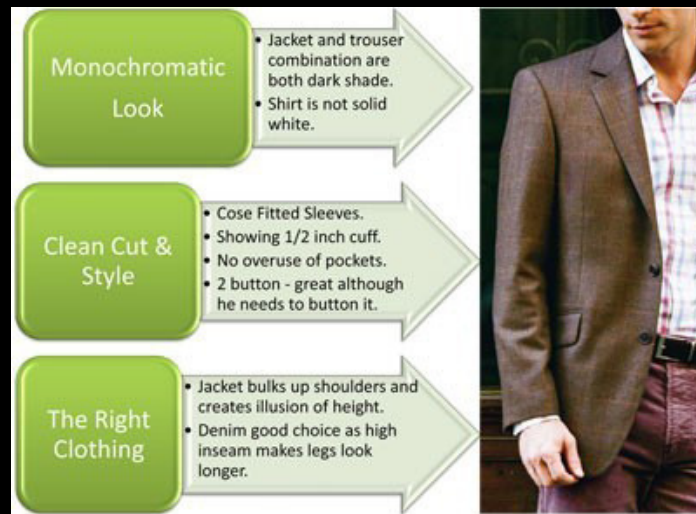 Monochromatic
Look
• Jacket and trouser
combination are
both dark shade.
• Shirt is not solid
white.
Clean Cut &
Style
• Cose Fitted Sleeves.
• Showing 1/2 inch cuff.
• No overuse of pockets.
• 2 button - great although
he needs to button it.
The Right
Clothing
• Jacket bulks up shoulders and
creates illusion of height.
• Denim good choice as high
inseam makes legs look
longer.